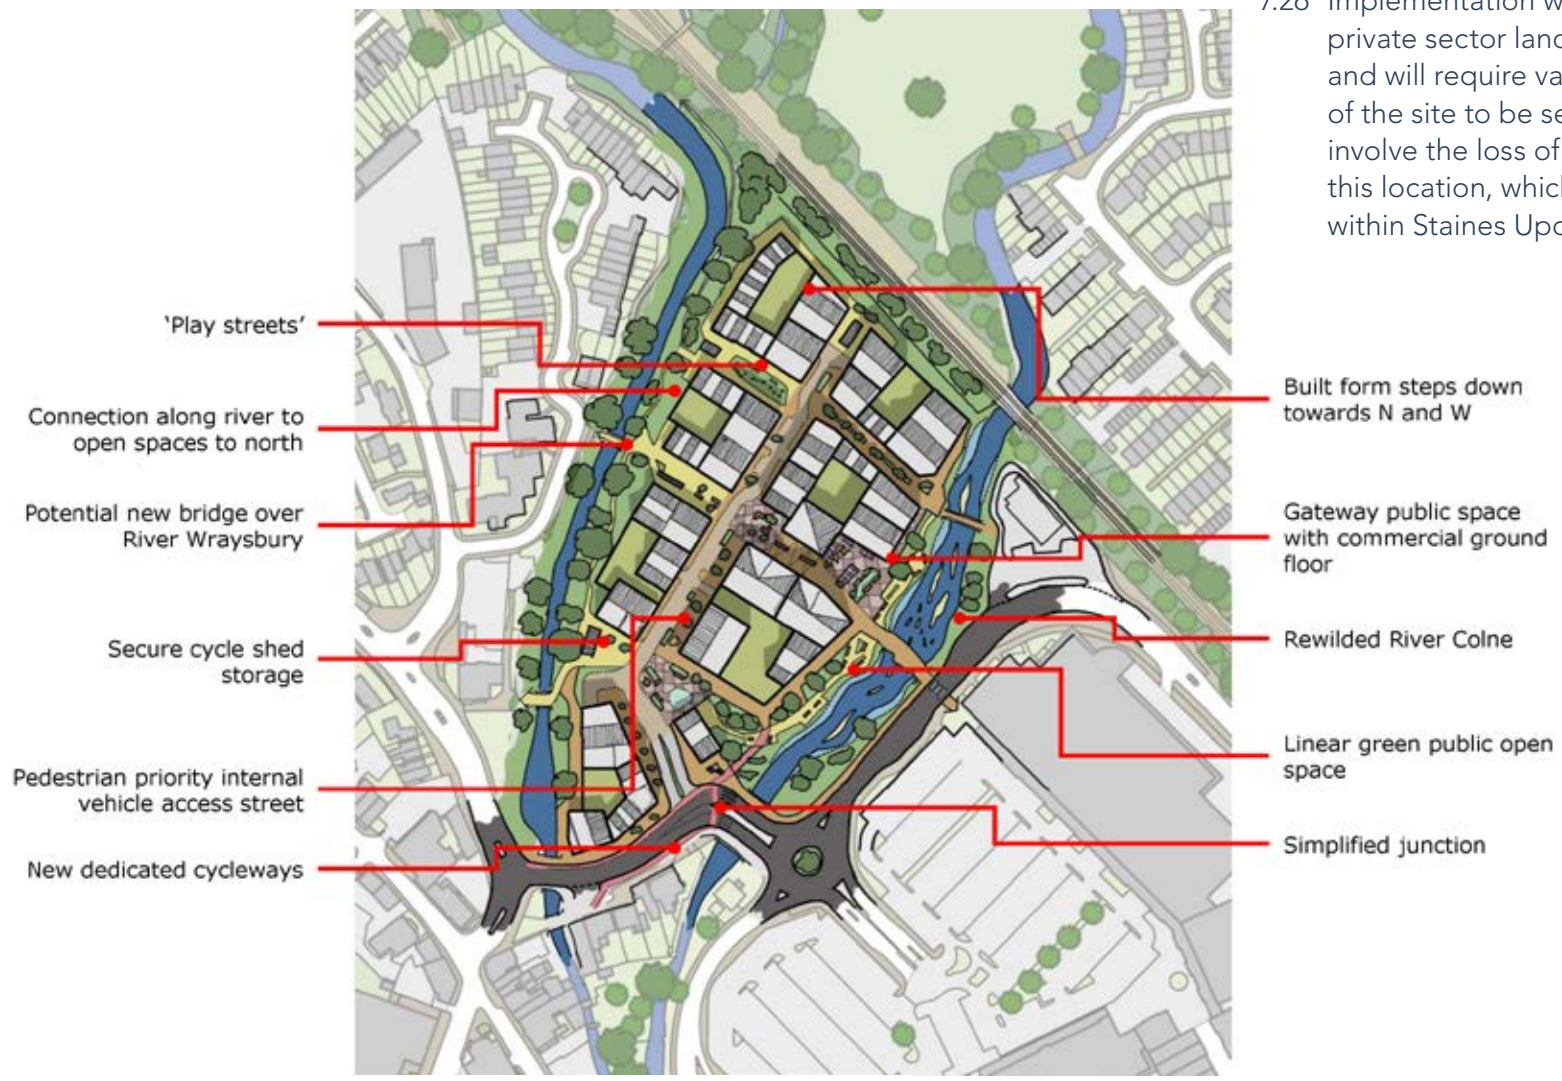 7.26 Implementation w
private sector land
and will require va
of the site to be se
involve the loss of
this location, which
within Staines Upo
'Play streets'
Connection along river to
open spaces to north
Potential new bridge over
River Wraysbury
Secure cycle shed
storage
Pedestrian priority internal
vehicle access street
New dedicated cycleways
Built form steps down
towards N and W
Gateway public space
with commercial ground
floor
Rewilded River Colne
Linear green public open
space
Simplified junction